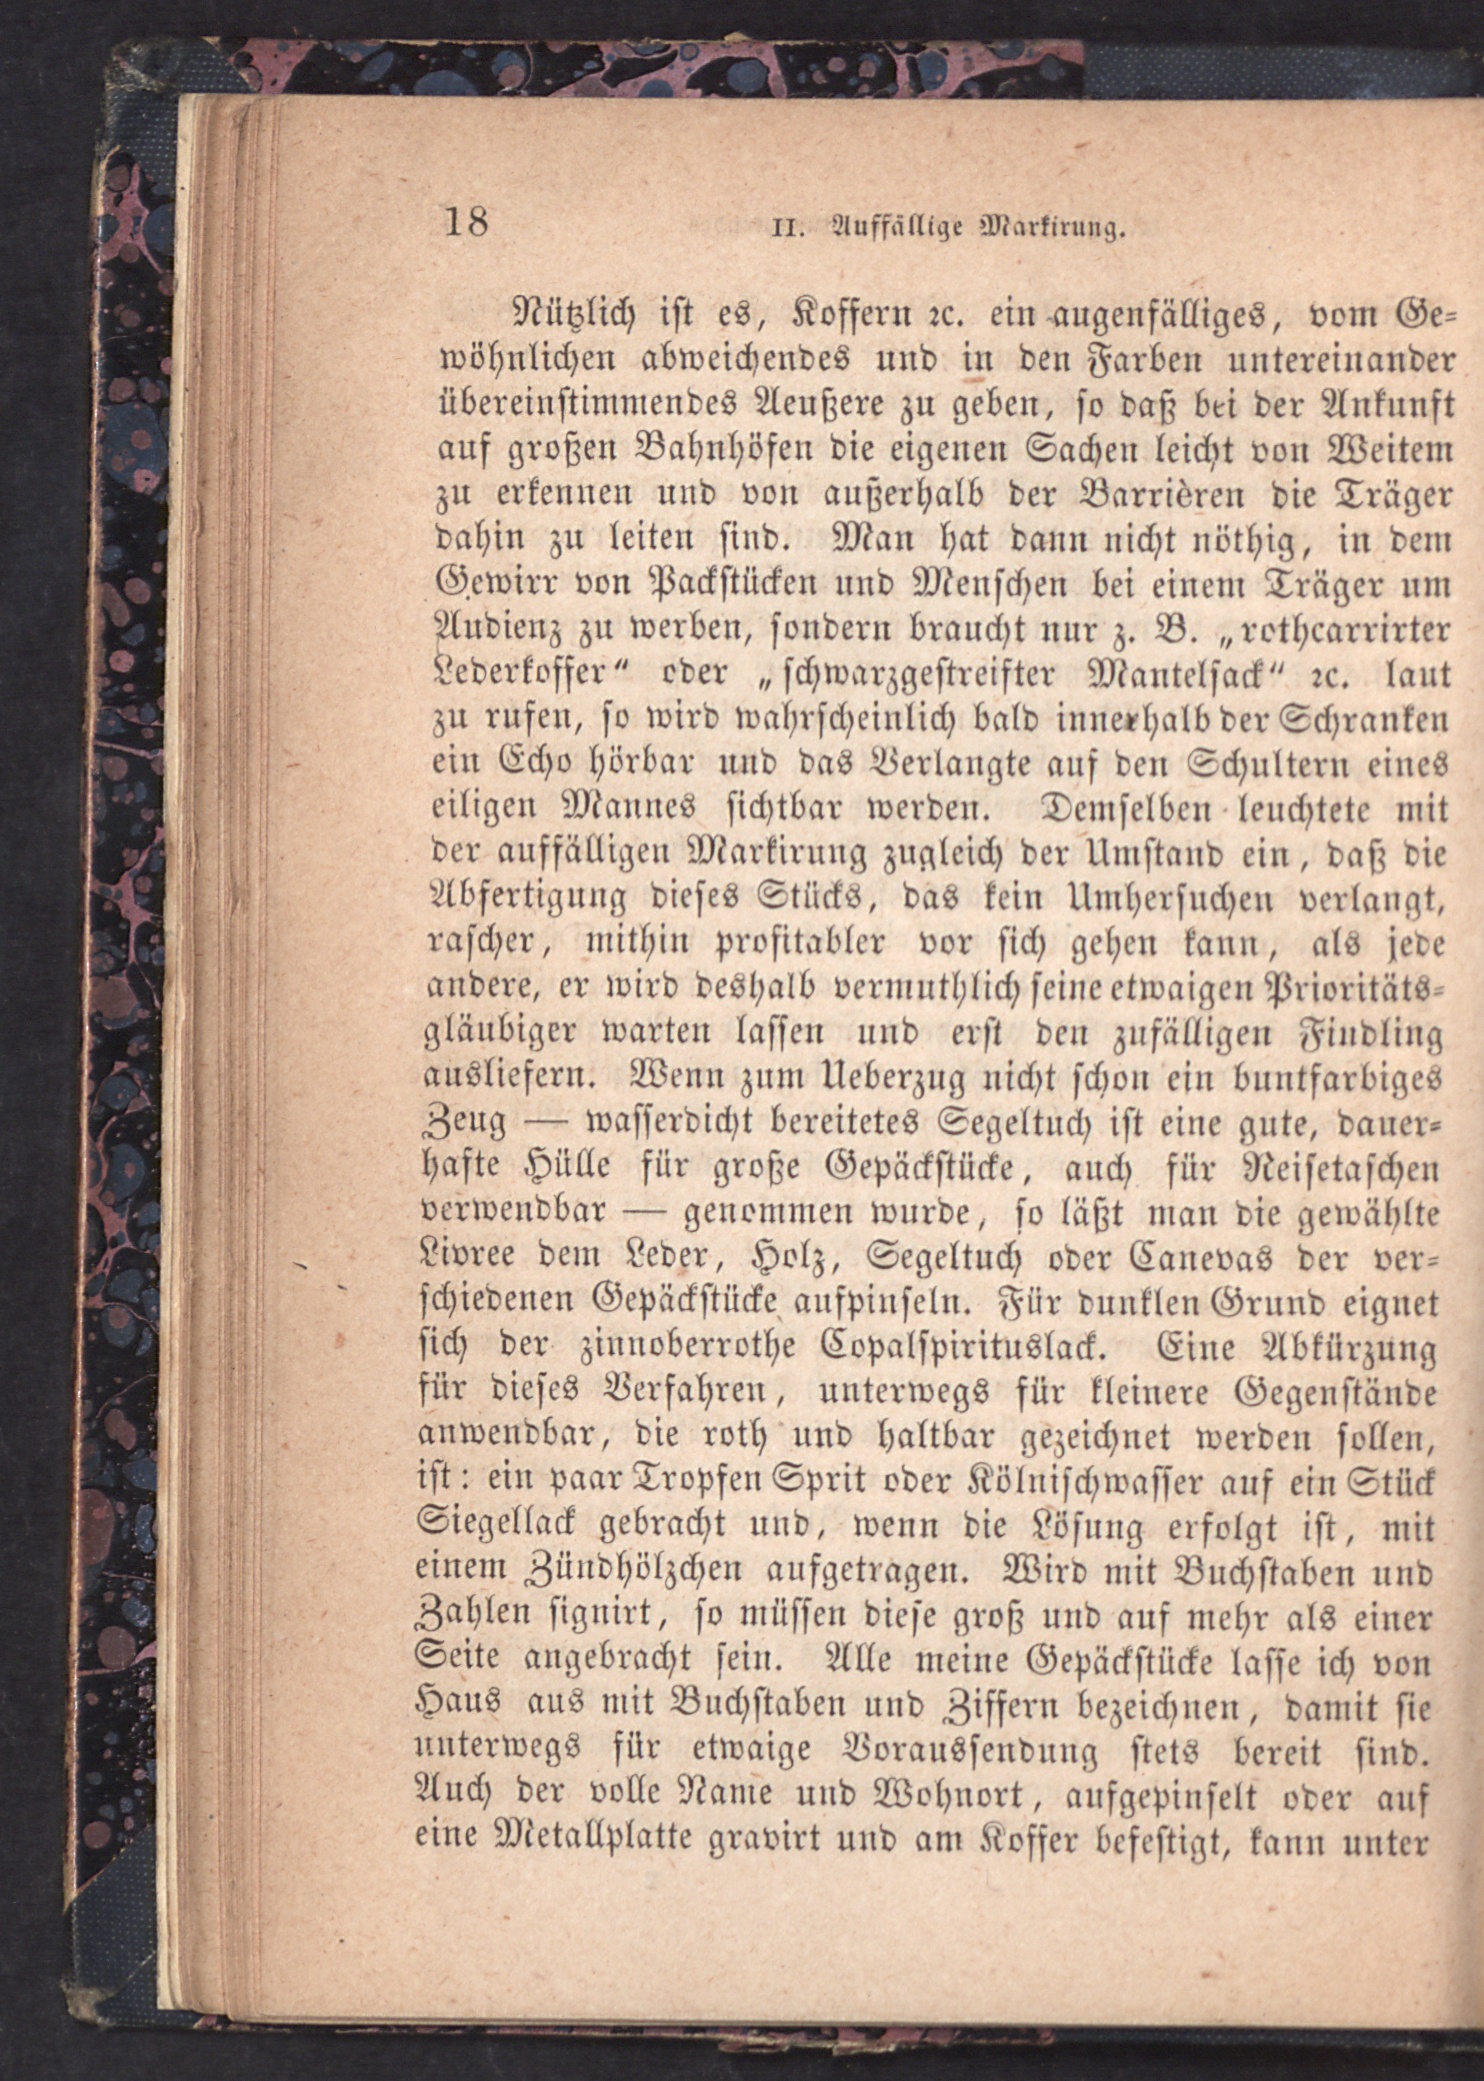 18
II. Auffällige Markirung.
Nützlich ist es, Koffern ꝛc. ein augenfälliges, vom Ge-
wöhnlichen abweichendes und in den Farben untereinander
übereinstimmendes Aeußere zu geben, so daß bei der Ankunft
auf großen Bahnhöfen die eigenen Sachen leicht von Weitem
zu erkennen und von außerhalb der Barrièren die Träger
dahin zu leiten sind. Man hat dann nicht nöthig, in dem
Gewirr von Packstücken und Menschen bei einem Träger um
Audienz zu werben, sondern braucht nur z. B. „rothcarrirter
Lederkoffer“ oder „schwarzgestreifter Mantelsack“ ꝛc. laut
zu rufen, so wird wahrscheinlich bald innerhalb der Schranken
ein Echo hörbar und das Verlangte auf den Schultern eines
eiligen Mannes sichtbar werden. Demselben leuchtete mit
der auffälligen Markirung zugleich der Umstand ein, daß die
Abfertigung dieses Stücks, das kein Umhersuchen verlangt,
rascher, mithin profitabler vor sich gehen kann, als jede
andere, er wird deshalb vermuthlich seine etwaigen Prioritäts-
gläubiger warten lassen und erst den zufälligen Findling
ausliefern. Wenn zum Ueberzug nicht schon ein buntfarbiges
Zeug — wasserdicht bereitetes Segeltuch ist eine gute, dauer-
hafte Hülle für große Gepäckstücke, auch für Reisetaschen
verwendbar — genommen wurde, so läßt man die gewählte
Livree dem Leder, Holz, Segeltuch oder Canevas der ver-
schiedenen Gepäckstücke aufpinseln. Für dunklen Grund eignet
sich der zinnoberrothe Copalspirituslack. Eine Abkürzung
für dieses Verfahren, unterwegs für kleinere Gegenstände
anwendbar, die roth und haltbar gezeichnet werden sollen,
ist: ein paar Tropfen Sprit oder Kölnischwasser auf ein Stück
Siegellack gebracht und, wenn die Lösung erfolgt ist, mit
einem Zündhölzchen aufgetragen. Wird mit Buchstaben und
Zahlen signirt, so müssen diese groß und auf mehr als einer
Seite angebracht sein. Alle meine Gepäckstücke lasse ich von
Haus aus mit Buchstaben und Ziffern bezeichnen, damit sie
unterwegs für etwaige Voraussendung stets bereit sind.
Auch der volle Name und Wohnort, aufgepinselt oder auf
eine Metallplatte gravirt und am Koffer befestigt, kann unter